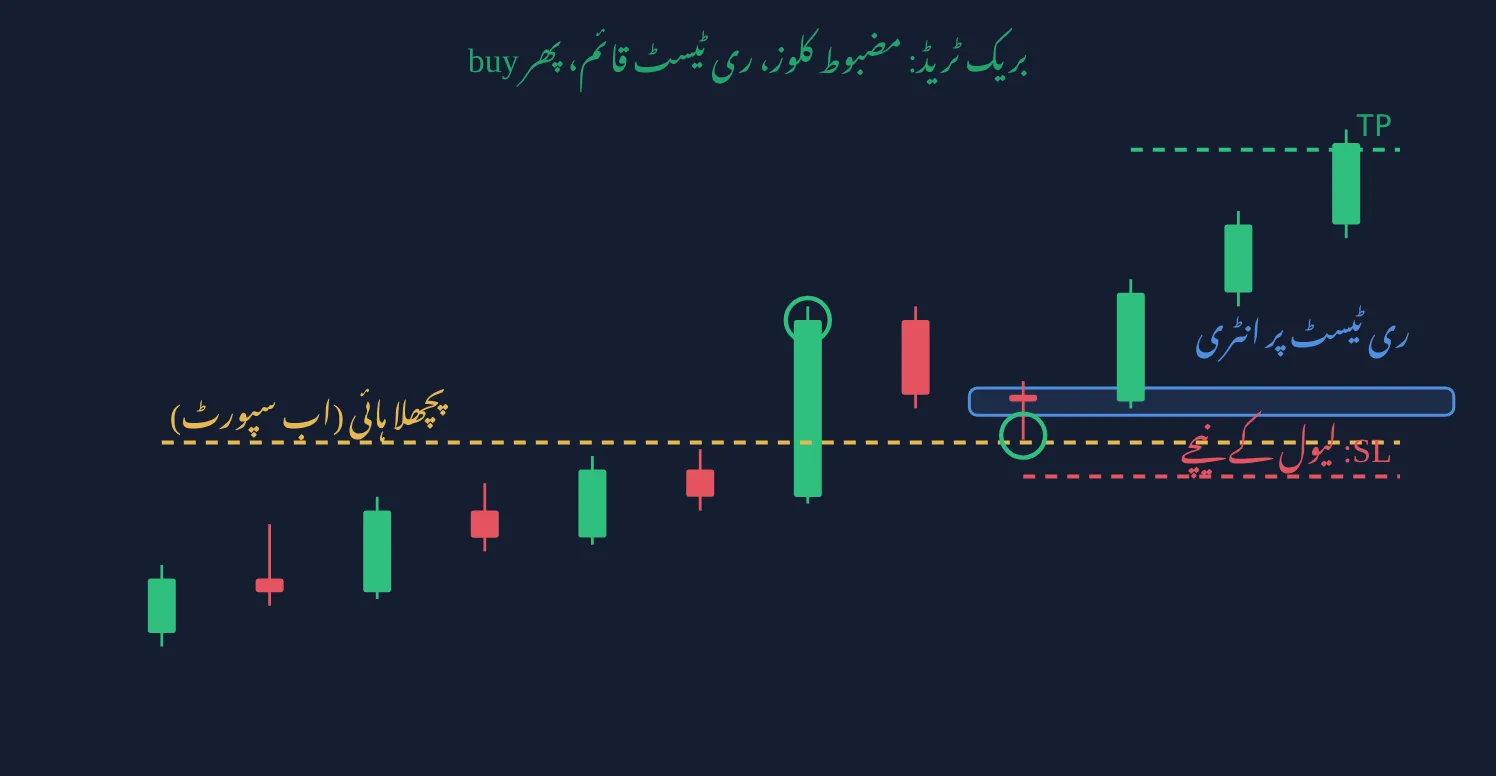 بریک ٹریڈ: مضبوط کلوز، ری ٹیسٹ قائم، پھر buy
TP
ری ٹیسٹ پر انٹری
پچھلا ہائی (اب سپورٹ)
SL: لیول کے نیچے